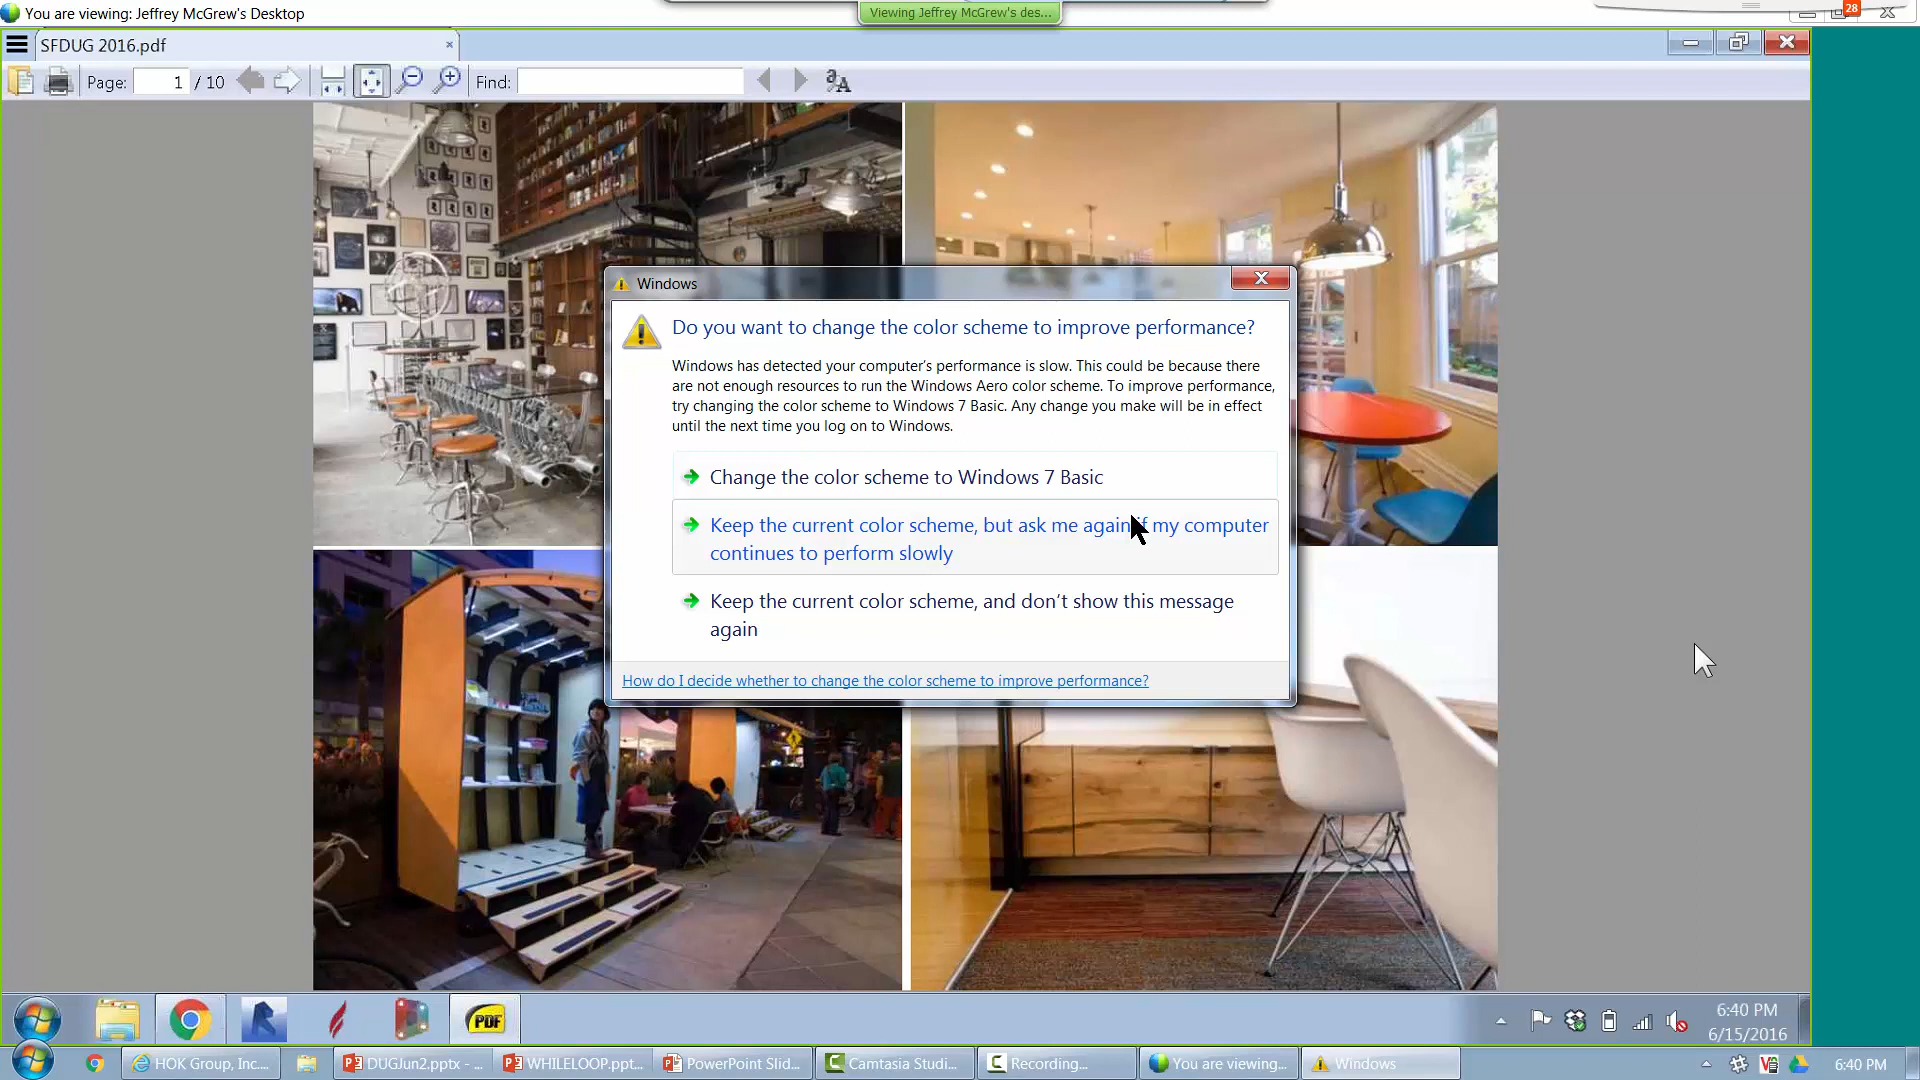 You are viewing: Jeffrey McGrew's Desktop
Viewing Jeffrey McGrew's des...
28
SFDUG 2016.pdf
Page: 1 / 10
Find:
Windows
Do you want to change the color scheme to improve performance?
Windows has detected your computer's performance is slow. This could be because there
are not enough resources to run the Windows Aero color scheme. To improve performance,
try changing the color scheme to Windows 7 Basic. Any change you make will be in effect
until the next time you log on to Windows.
Change the color scheme to Windows 7 Basic
Keep the current color scheme, but ask me again if my computer
continues to perform slowly
Keep the current color scheme, and don't show this message
again
How do I decide whether to change the color scheme to improve performance?
PDF
6:40 PM
6/15/2016
HOK Group, Inc....
DUGJun2.pptx - ...
WHILELOOP.ppt...
PowerPoint Slid...
Camtasia Studi...
Recording...
You are viewing...
Windows
6:40 PM